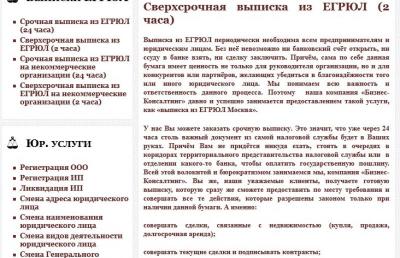 Срочная выписка из ЕГРЮЛ
(24 часа)
Сверхсрочная выписка из
ЕГРЮЛ (2 часа)
Срочная выписка из ЕГРЮЛ
на некоммерческие
организации (24 часа)
Сверхсрочная выписка из
ЕГРЮЛ на некоммерческие
организации (2 часа)
Юр. услуги
Регистрация ООО
Регистрация ИП
Ликвидация ИП
Смена адреса юридического
лица
Смена наименования
юридического лица
Смена видов деятельности
юридического лица
Смена Генерального
Сверхсрочная выписка из ЕГРЮЛ (2
часа)
Выписка из ЕГРЮЛ периодически необходима всем предпринимателям и
юридическим лицам. Без неё невозможно ни банковский счёт открыть, ни
ссуду в банке взять, ни сделку заключить. Причём, сама по себе данная
бумага имеет ценность не только для руководителя организации, но и для
конкурентов или партнёров, желающих убедиться в благонадёжности того
или иного юридического лица. Мы понимаем всю важность и
ответственность данного процесса. Поэтому наша компания «Бизнес-
Консалтинг» давно и успешно занимается предоставлением такой услуги,
как «выписка из ЕГРЮЛ Москва».
У нас Вы можете заказать срочную выписку. Это значит, что уже через 24
часа столь важный документ из самой налоговой службы будет в Ваших
руках. Причём Вам не придётся никуда ехать, стоять в очередях в
коридорах территориального представительства налоговой службы или в
отделении какого-то банка, чтобы оплатить государственную пошлину.
Всей этой волокитой и бюрократизмом занимаемся мы, компания «Бизнес-
Консалтинг». Вы же, наши уважаемые клиенты, получаете готовую
выписку, которую сразу же сможете предоставить по месту требования и
совершать все те действия, которые разрешены законом только при
наличии данной бумаги. А именно:
совершать сделки, связанные с недвижимостью (купля, продажа,
долгосрочная аренда);
совершать текущие сделки и подписывать контракты;